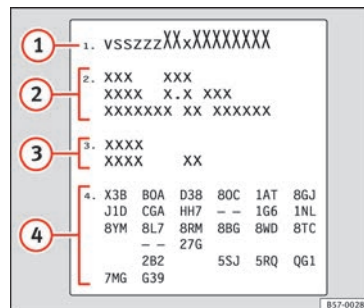 1. VSSZZZXXxXXXXXXXX
2. XXX XXX
XXXX X.X XXX
XXXXXXX XX XXXXXX
3. XXXX
XXXX XX
4. X3B BOA D38 80C 1AT 8GJ
J1D CGA HH7 - - 1G6 1NL
8YM 8L7 8RM 8BG 8WD 8TC
- - 27G
2B2 5SJ 5RQ QG1
7MG G39
1
2
3
4
B57-0028